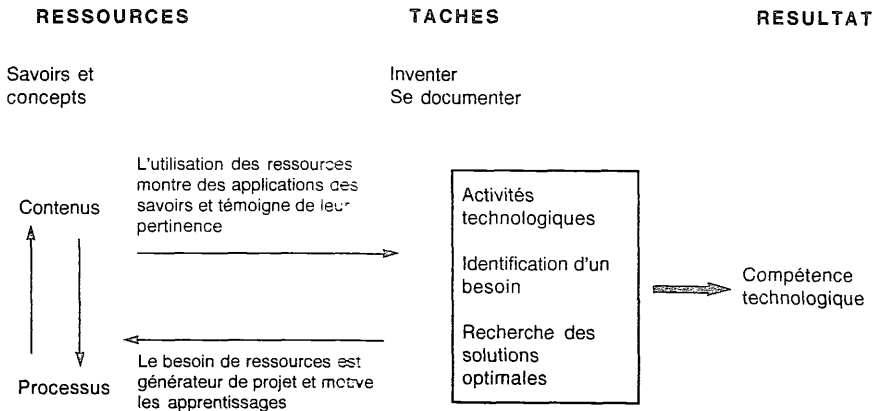 RESSOURCES
TACHES
RESULTAT
Savoirs et
concepts
Inventer
Se documenter
L'utilisation des ressources
montre des applications des
savoirs et témoigne de leur
pertinence
Contenus
Activités
technologiques
Identification d'un
besoin
Recherche des
solutions
optimales
Compétence
technologique
Processus
Le besoin de ressources est
générateur de projet et motive
les apprentissages